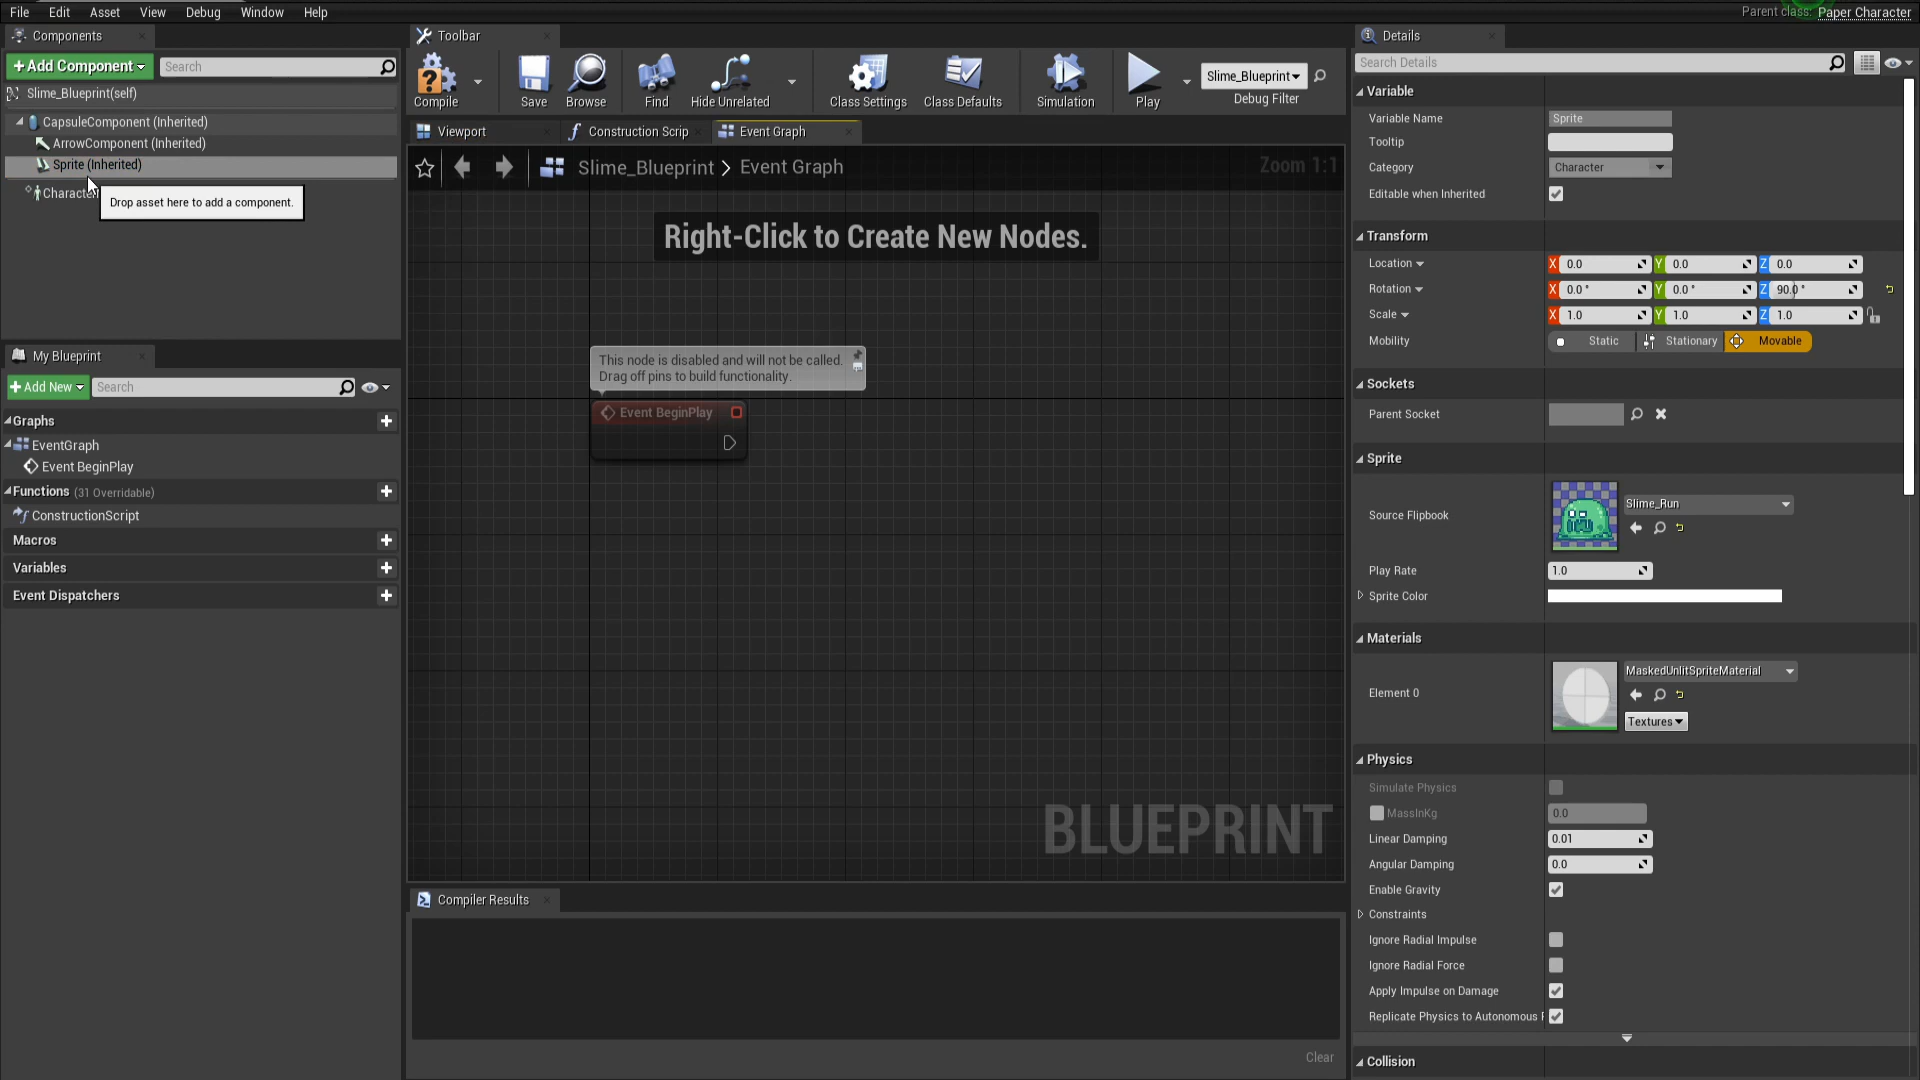 File Edit Asset View Debug Window Help
Parent class: Paper Character
Components
+Add Component
Search
Slime_Blueprint(self)
CapsuleComponent (Inherited)
ArrowComponent (Inherited)
Sprite (Inherited)
Drop asset here to add a component.
My Blueprint
+Add New
Search
Graphs
EventGraph
Event BeginPlay
Functions (31 Overridable)
ConstructionScript
Macros
Variables
Event Dispatchers
Toolbar
Compile Save Browse Find Hide Unrelated Class Settings Class Defaults Simulation Play
Slime_Blueprint
Debug Filter
Viewport Construction Scrip Event Graph
Slime_Blueprint > Event Graph
Zoom 1:1
Right-Click to Create New Nodes.
This node is disabled and will not be called.
Drag off pins to build functionality.
Event BeginPlay
BLUEPRINT
Compiler Results
Clear
Details
Search Details
Variable
Variable Name Sprite
Tooltip
Category Character
Editable when Inherited
Transform
Location X 0.0 Y 0.0 Z 0.0
Rotation X 0.0 ° Y 0.0 ° Z 90.0 °
Scale X 1.0 Y 1.0 Z 1.0
Mobility Static Stationary Movable
Sockets
Parent Socket
Sprite
Source Flipbook Slime_Run
Play Rate 1.0
Sprite Color
Materials
Element 0 MaskedUnlitSpriteMaterial
Textures
Physics
Simulate Physics
MassInKg 0.0
Linear Damping 0.01
Angular Damping 0.0
Enable Gravity
Constraints
Ignore Radial Impulse
Ignore Radial Force
Apply Impulse on Damage
Replicate Physics to Autonomous
Collision